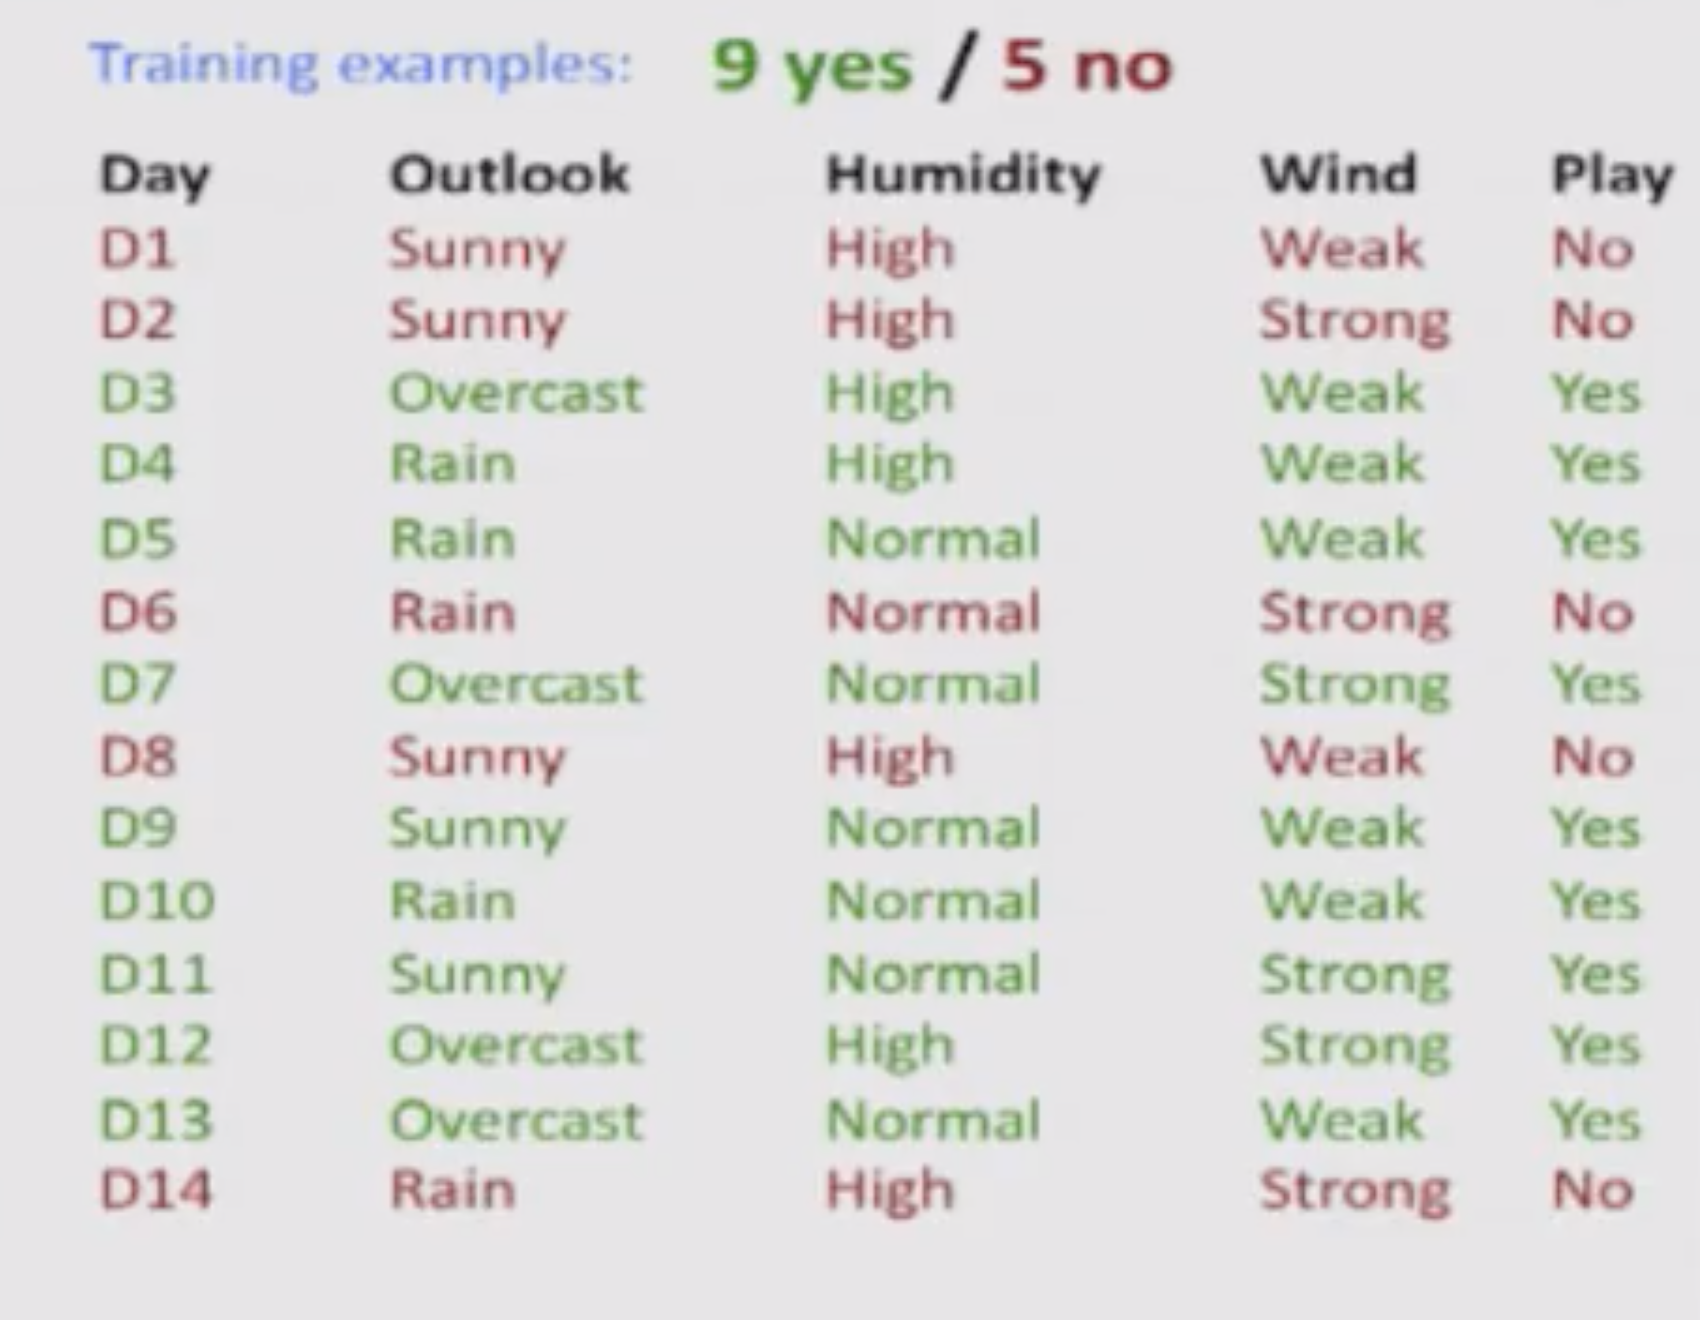 Training examples: 9 yes / 5 no
Day Outlook Humidity Wind Play
D1 Sunny High Weak No
D2 Sunny High Strong No
D3 Overcast High Weak Yes
D4 Rain High Weak Yes
D5 Rain Normal Weak Yes
D6 Rain Normal Strong No
D7 Overcast Normal Strong Yes
D8 Sunny High Weak No
D9 Sunny Normal Weak Yes
D10 Rain Normal Weak Yes
D11 Sunny Normal Strong Yes
D12 Overcast High Strong Yes
D13 Overcast Normal Weak Yes
D14 Rain High Strong No